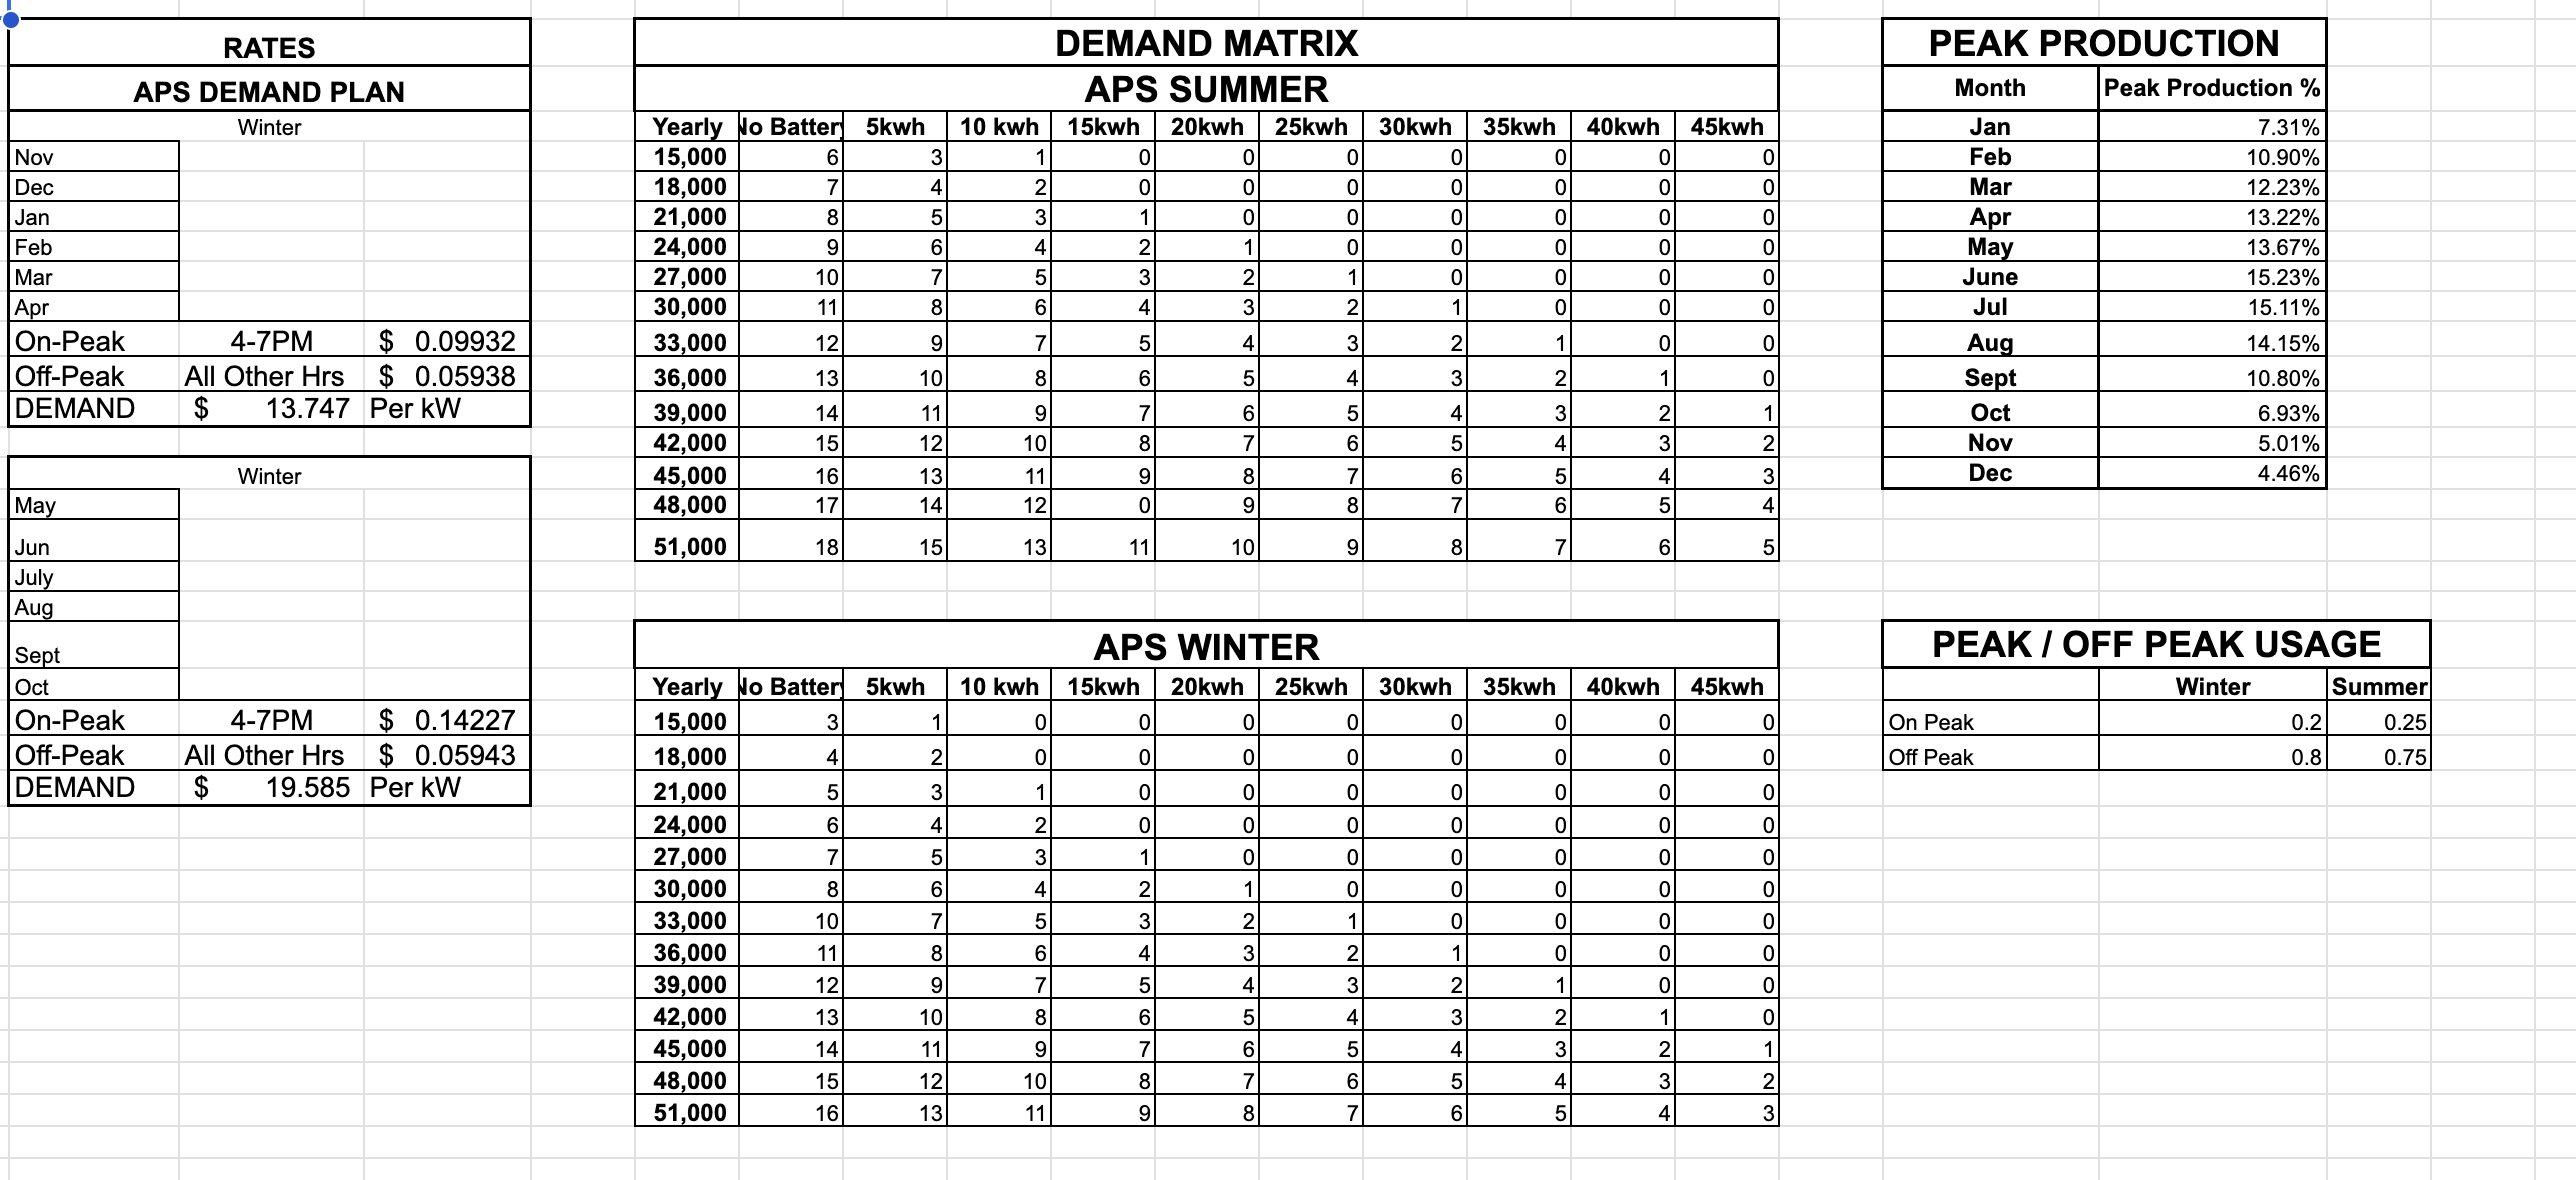 RATES
APS DEMAND PLAN
Winter
Nov
Dec
Jan
Feb
Mar
Apr
On-Peak 4-7PM $ 0.09932
Off-Peak All Other Hrs $ 0.05938
DEMAND $ 13.747 Per kW
Winter
May
Jun
July
Aug
Sept
Oct
On-Peak 4-7PM $ 0.14227
Off-Peak All Other Hrs $ 0.05943
DEMAND $ 19.585 Per kW
DEMAND MATRIX
APS SUMMER
Yearly No Battery 5kwh 10 kwh 15kwh 20kwh 25kwh 30kwh 35kwh 40kwh 45kwh
15,000 6 3 1 0 0 0 0 0 0 0
18,000 7 4 2 0 0 0 0 0 0 0
21,000 8 5 3 1 0 0 0 0 0 0
24,000 9 6 4 2 1 0 0 0 0 0
27,000 10 7 5 3 2 1 0 0 0 0
30,000 11 8 6 4 3 2 1 0 0 0
33,000 12 9 7 5 4 3 2 1 0 0
36,000 13 10 8 6 5 4 3 2 1 0
39,000 14 11 9 7 6 5 4 3 2 1
42,000 15 12 10 8 7 6 5 4 3 2
45,000 16 13 11 9 8 7 6 5 4 3
48,000 17 14 12 0 9 8 7 6 5 4
51,000 18 15 13 11 10 9 8 7 6 5
APS WINTER
Yearly No Battery 5kwh 10 kwh 15kwh 20kwh 25kwh 30kwh 35kwh 40kwh 45kwh
15,000 3 1 0 0 0 0 0 0 0 0
18,000 4 2 0 0 0 0 0 0 0 0
21,000 5 3 1 0 0 0 0 0 0 0
24,000 6 4 2 0 0 0 0 0 0 0
27,000 7 5 3 1 0 0 0 0 0 0
30,000 8 6 4 2 1 0 0 0 0 0
33,000 10 7 5 3 2 1 0 0 0 0
36,000 11 8 6 4 3 2 1 0 0 0
39,000 12 9 7 5 4 3 2 1 0 0
42,000 13 10 8 6 5 4 3 2 1 0
45,000 14 11 9 7 6 5 4 3 2 1
48,000 15 12 10 8 7 6 5 4 3 2
51,000 16 13 11 9 8 7 6 5 4 3
PEAK PRODUCTION
Month Peak Production %
Jan 7.31%
Feb 10.90%
Mar 12.23%
Apr 13.22%
May 13.67%
June 15.23%
Jul 15.11%
Aug 14.15%
Sept 10.80%
Oct 6.93%
Nov 5.01%
Dec 4.46%
PEAK / OFF PEAK USAGE
Winter Summer
On Peak 0.2 0.25
Off Peak 0.8 0.75